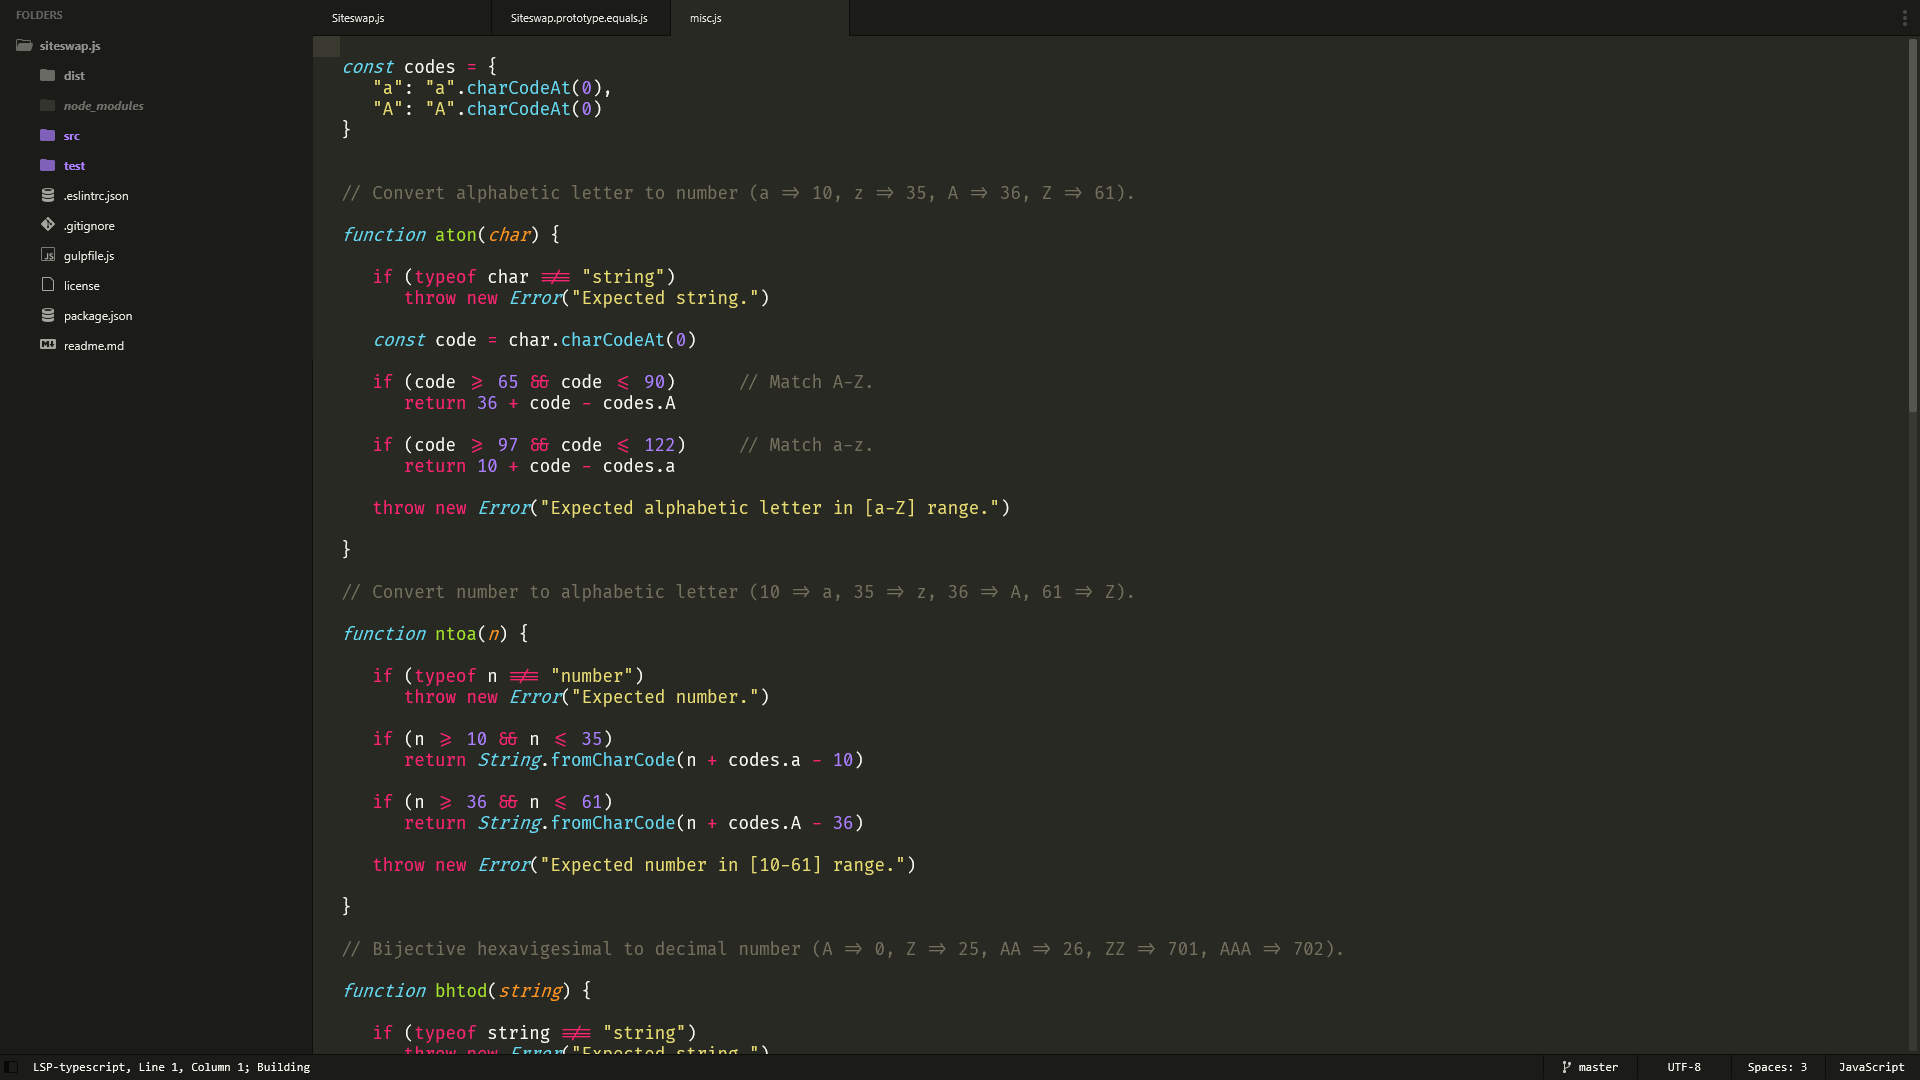 FOLDERS
siteswap.js
dist
node_modules
src
test
.eslintrc.json
.gitignore
gulpfile.js
license
package.json
readme.md
Siteswap.js
Siteswap.prototype.equals.js
misc.js
const codes = {
   "a": "a".charCodeAt(0),
   "A": "A".charCodeAt(0)
}
// Convert alphabetic letter to number (a => 10, z => 35, A => 36, Z => 61).
function aton(char) {
   if (typeof char !== "string")
      throw new Error("Expected string.")
   const code = char.charCodeAt(0)
   if (code >= 65 && code <= 90)      // Match A-Z.
      return 36 + code - codes.A
   if (code >= 97 && code <= 122)     // Match a-z.
      return 10 + code - codes.a
   throw new Error("Expected alphabetic letter in [a-Z] range.")
}
// Convert number to alphabetic letter (10 => a, 35 => z, 36 => A, 61 => Z).
function ntoa(n) {
   if (typeof n !== "number")
      throw new Error("Expected number.")
   if (n >= 10 && n <= 35)
      return String.fromCharCode(n + codes.a - 10)
   if (n >= 36 && n <= 61)
      return String.fromCharCode(n + codes.A - 36)
   throw new Error("Expected number in [10-61] range.")
}
// Bijective hexavigesimal to decimal number (A => 0, Z => 25, AA => 26, ZZ => 701, AAA => 702).
function bhtod(string) {
   if (typeof string !== "string")
      throw new Error("Expected string.")
LSP-typescript, Line 1, Column 1; Building
master
UTF-8
Spaces: 3
JavaScript